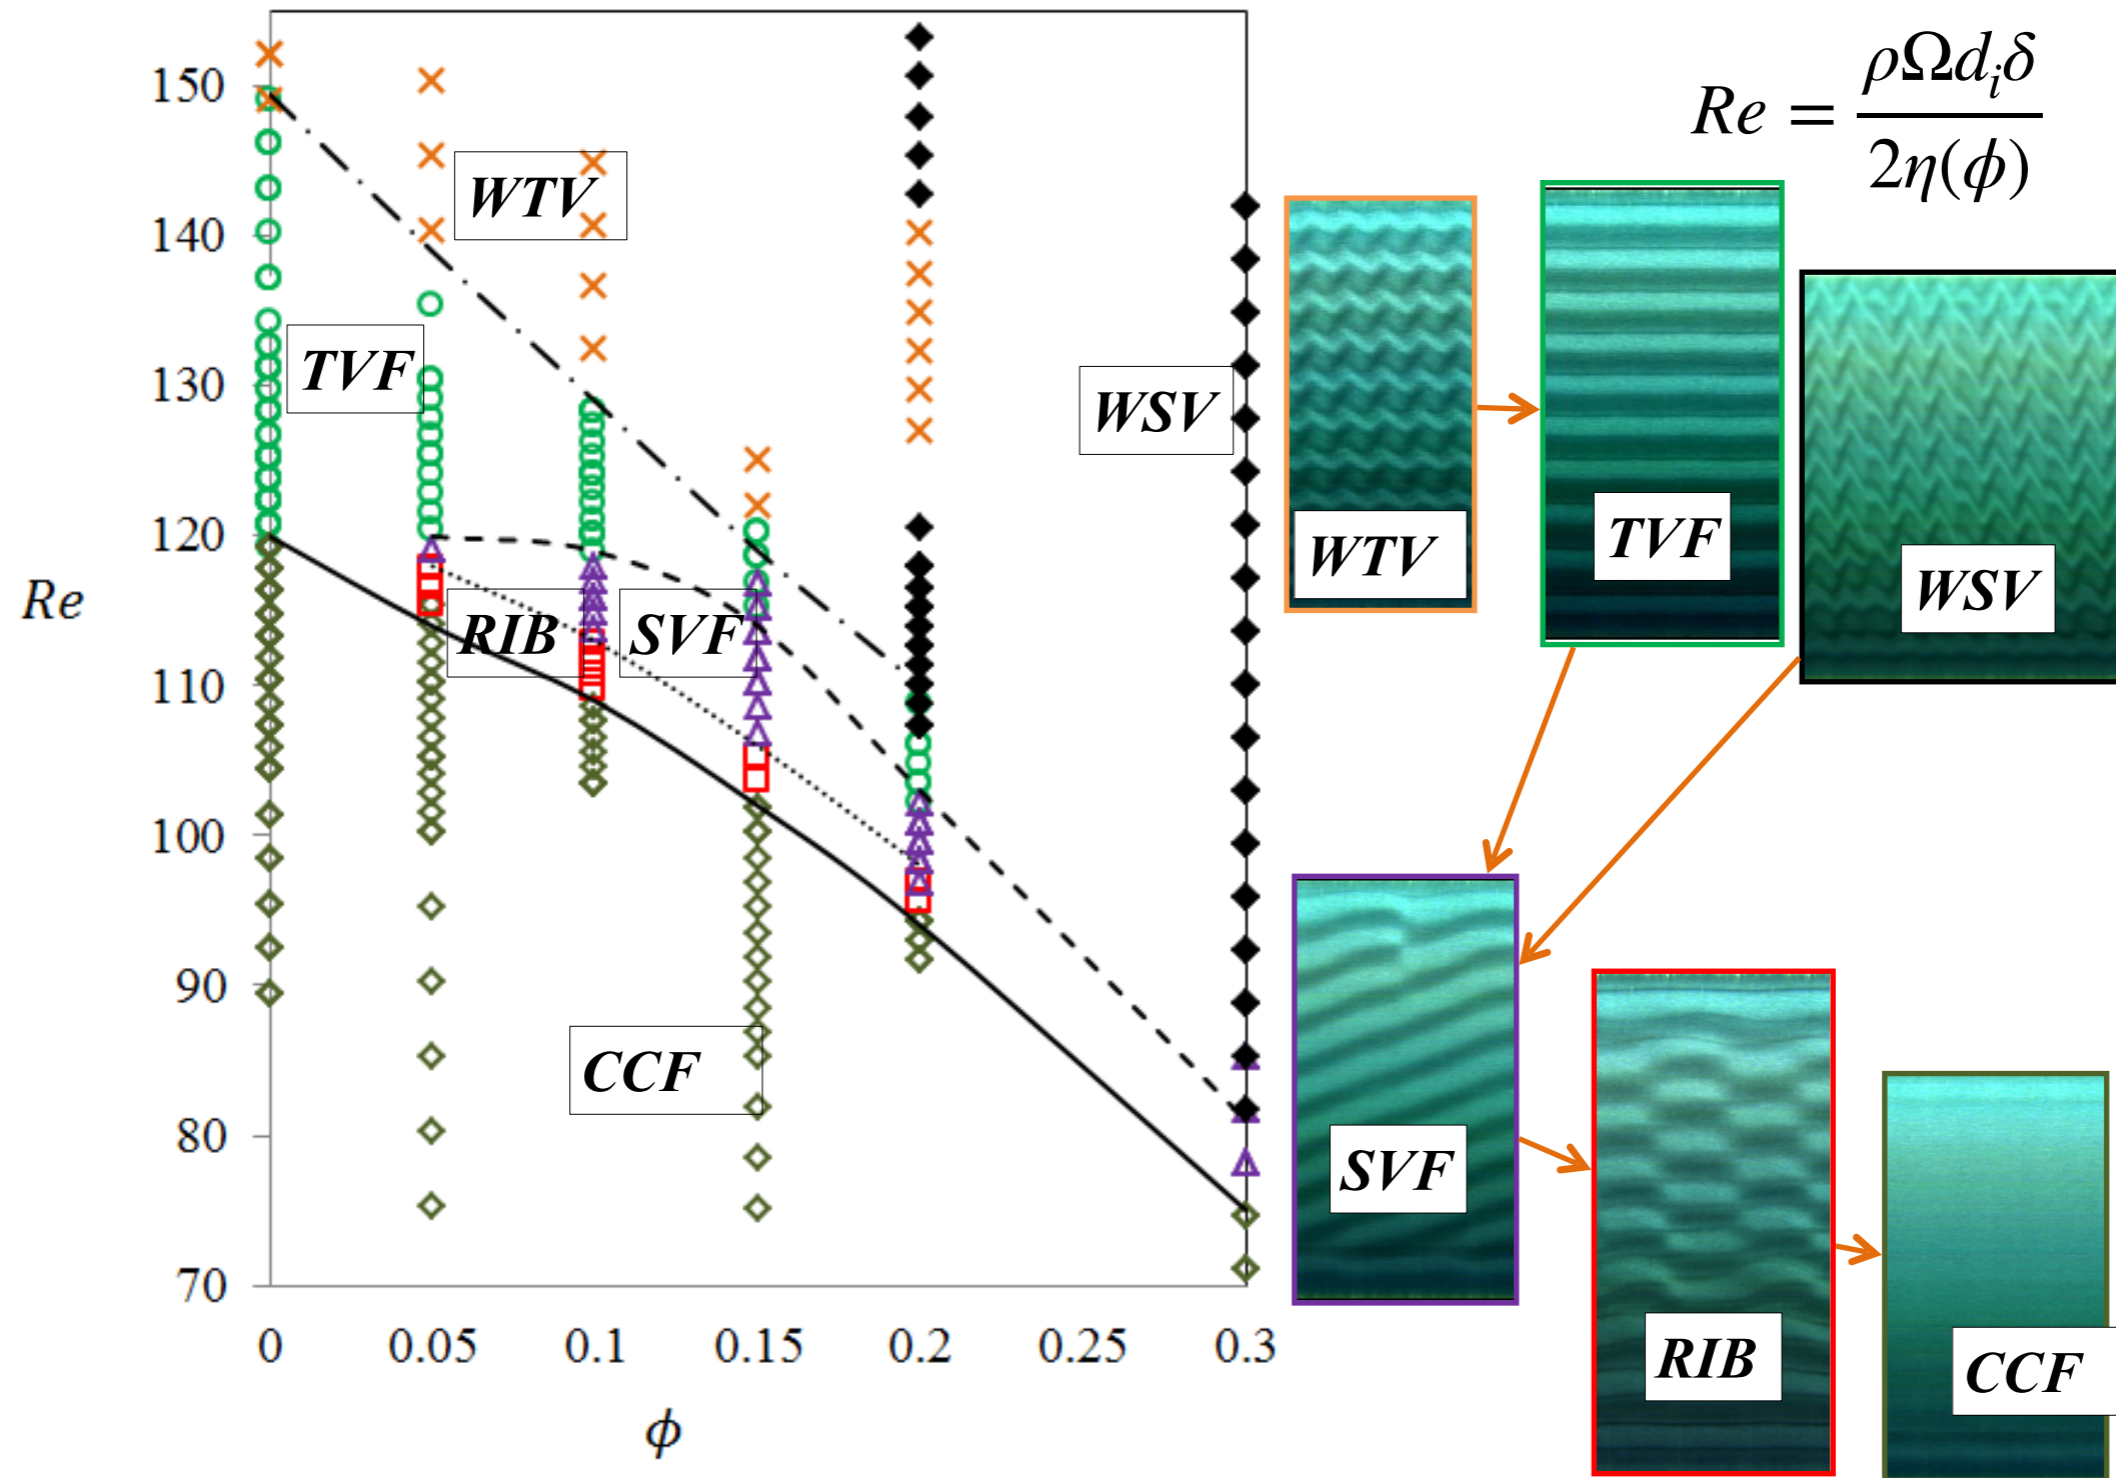 150
140
130
120
110
100
90
80
70
Re
0 0.05 0.1 0.15 0.2 0.25 0.3
ϕ
WTV
TVF
WSV
RIB
SVF
CCF
Re = ρΩdᵢδ / 2η(ϕ)
WTV
TVF
WSV
SVF
RIB
CCF